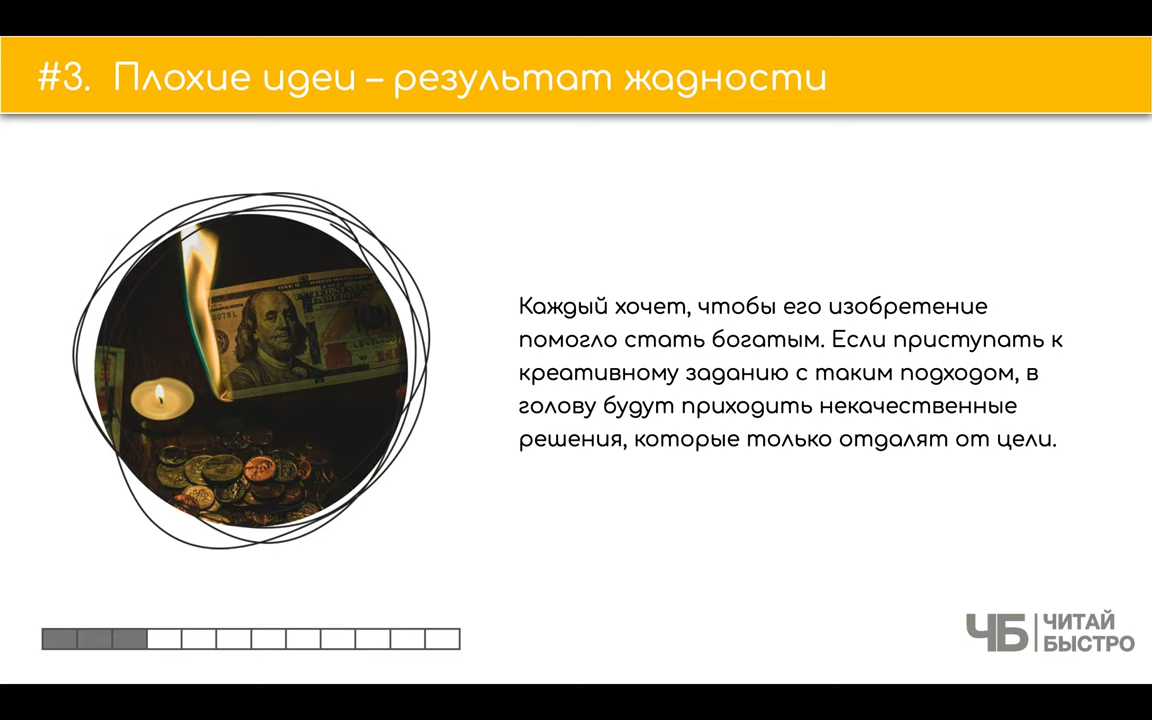 #3. Плохие идеи – результат жадности
Каждый хочет, чтобы его изобретение
помогло стать богатым. Если приступать к
креативному заданию с таким подходом, в
голову будут приходить некачественные
решения, которые только отдалят от цели.
ЧБ ЧИТАЙ
БЫСТРО